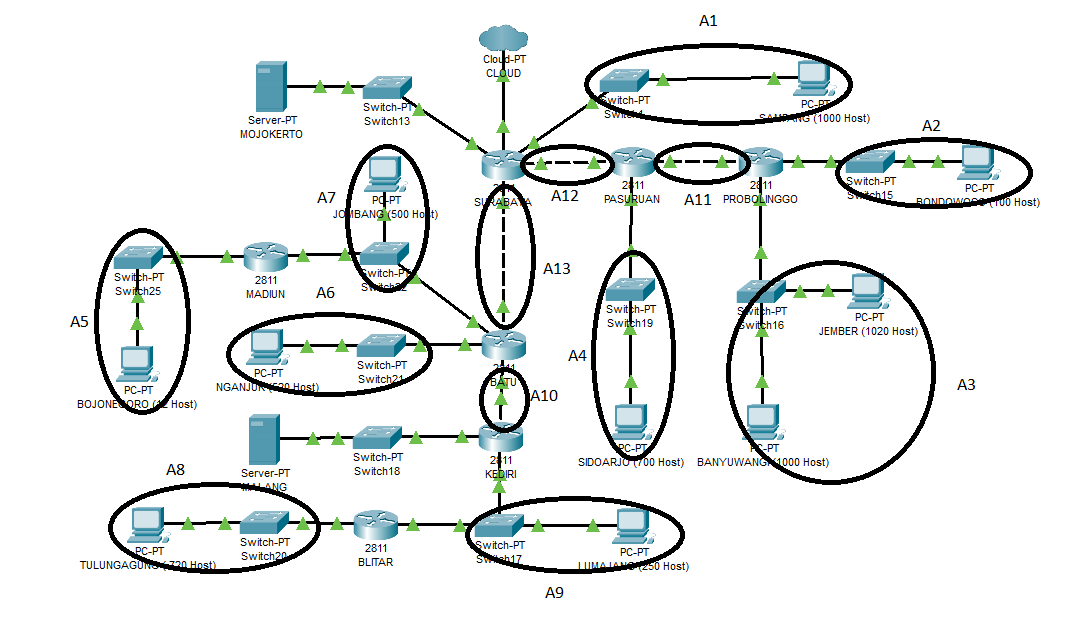 A1
Cloud-PT
CLOUD
Server-PT
MOJOKERTO
Switch-PT
Switch13
Switch-PT
PC-PT
SAMPANG (1000 Host)
A2
2811
SURABAYA
2811
PASURUAN
2811
PROBOLINGGO
Switch-PT
Switch15
PC-PT
BONDOWOSO (100 Host)
A12
A11
A7
PC-PT
JOMBANG (500 Host)
Switch-PT
Switch22
2811
MADIUN
Switch-PT
Switch25
A13
A6
A5
PC-PT
BOJONEGORO (12 Host)
PC-PT
NGANJUK (520 Host)
Switch-PT
Switch21
2811
BATU
A10
Switch-PT
Switch19
A4
PC-PT
SIDOARJO (700 Host)
Switch-PT
Switch16
PC-PT
JEMBER (1020 Host)
A3
PC-PT
BANYUWANGI (1000 Host)
Server-PT
MALANG
Switch-PT
Switch18
2811
KEDIRI
A8
PC-PT
TULUNGAGUNG ( 720 Host)
Switch-PT
Switch20
2811
BLITAR
Switch-PT
Switch17
PC-PT
LUMAJANG (250 Host)
A9